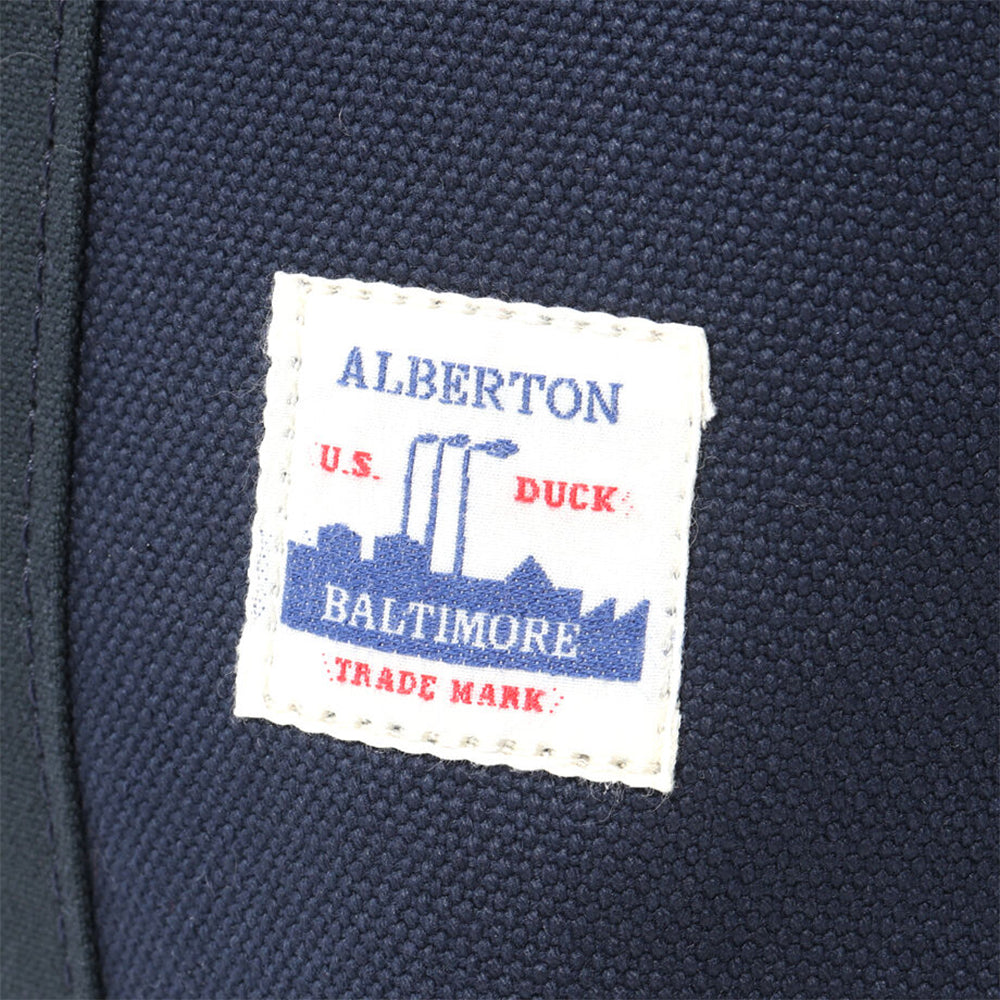 ALBERTON
U.S. DUCK
BALTIMORE
TRADE MARK